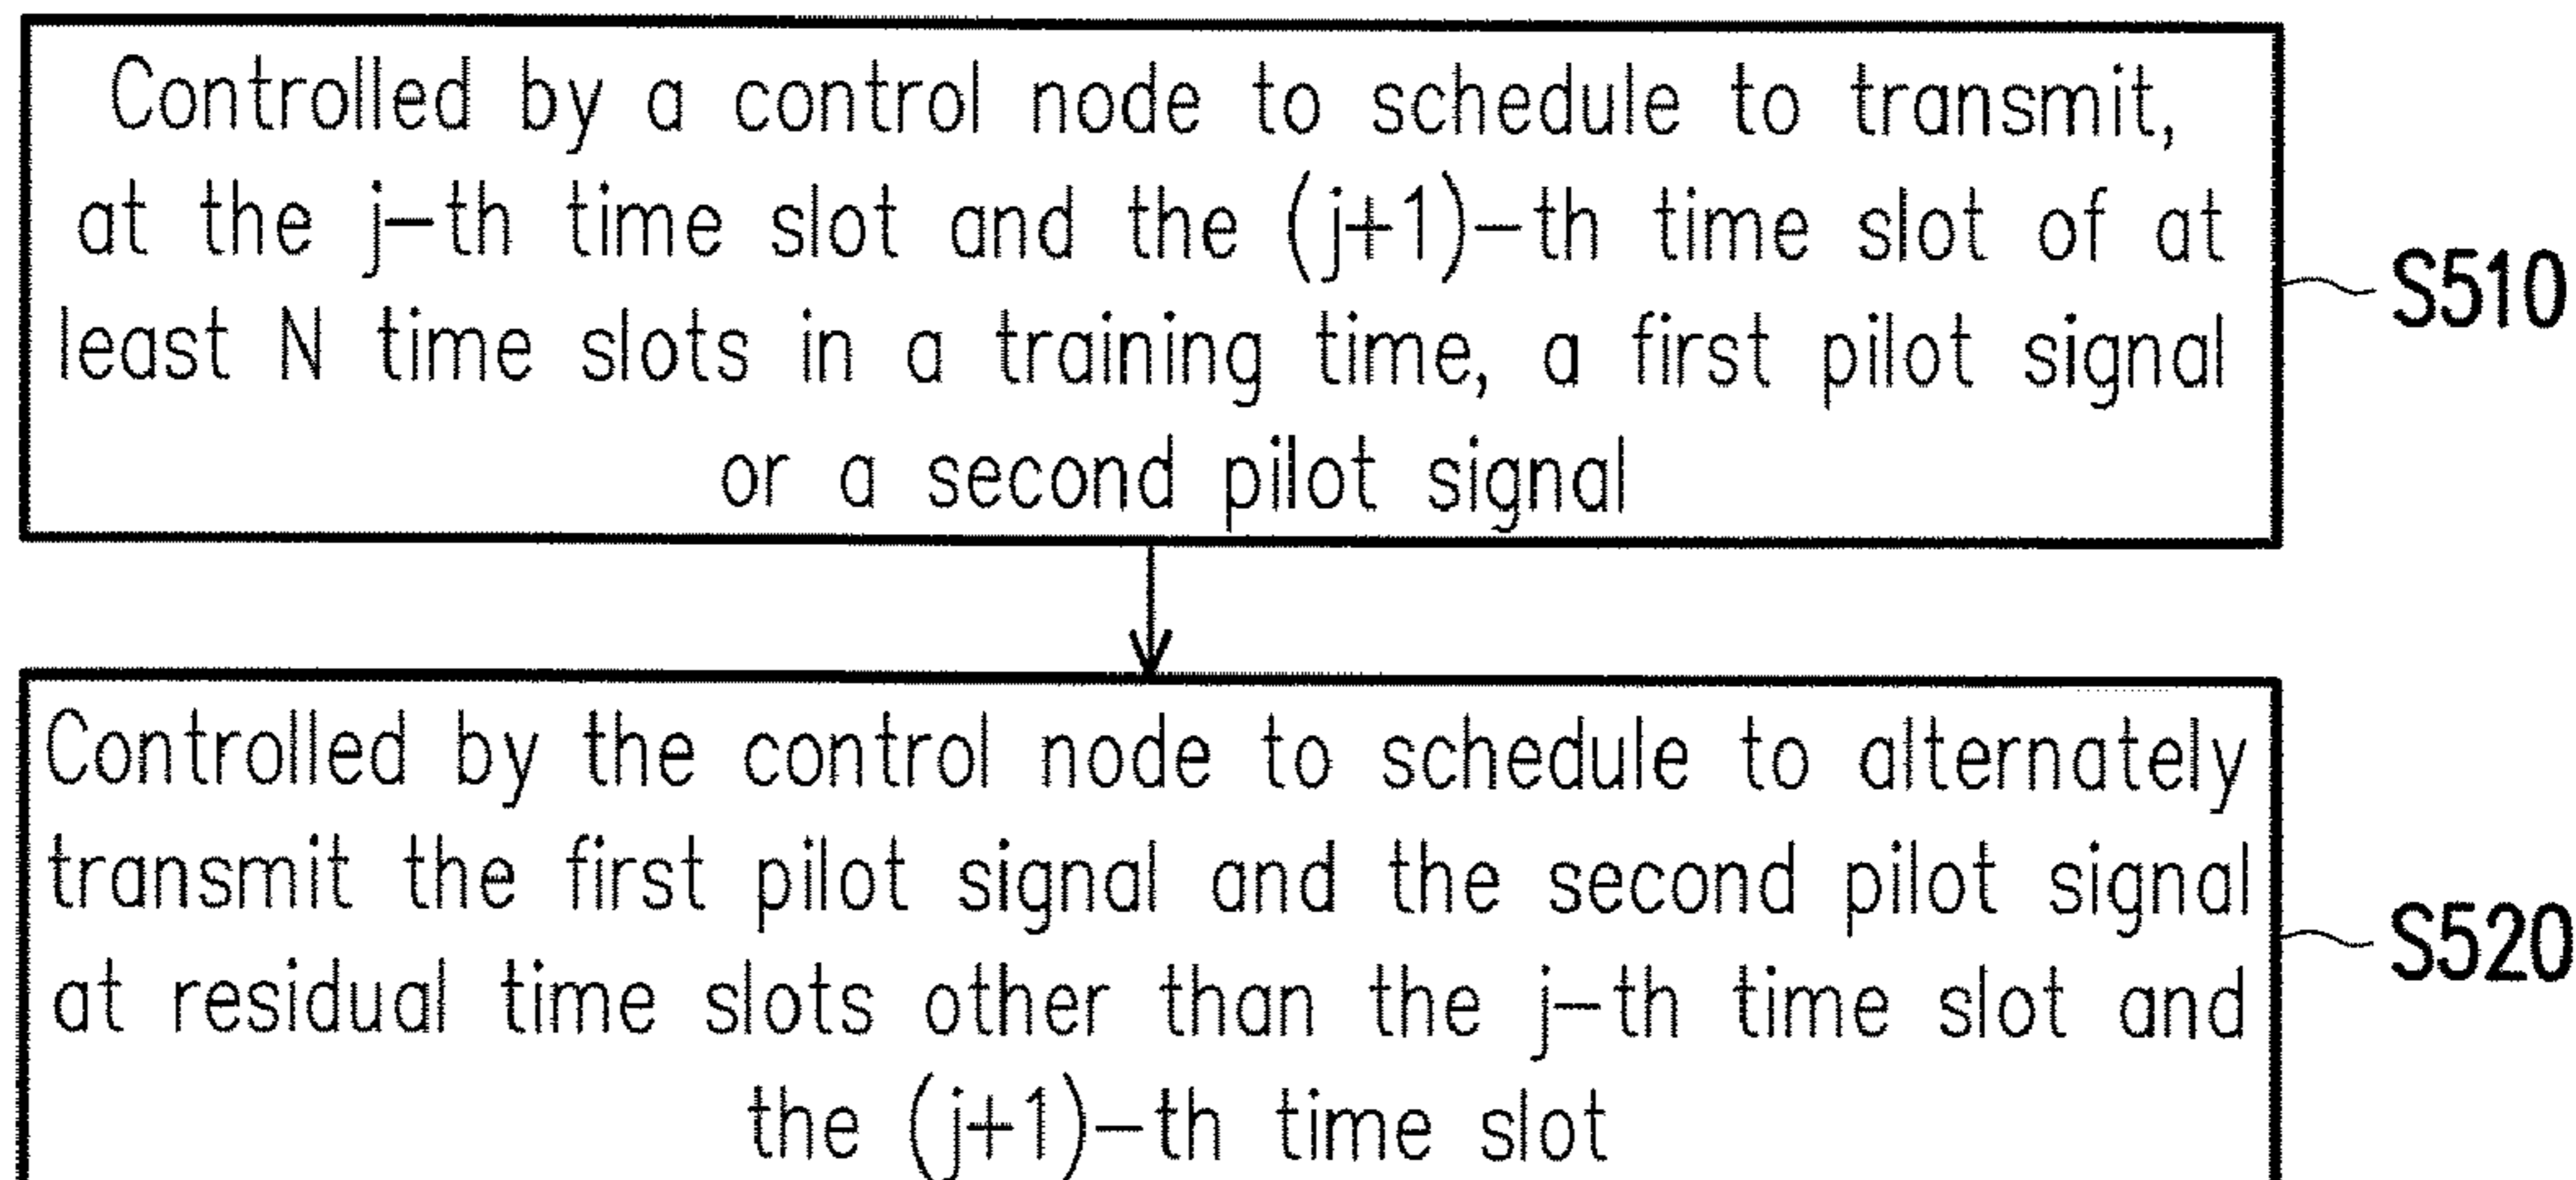 Controlled by a control node to schedule to transmit,
at the j-th time slot and the (j+1)-th time slot of at
least N time slots in a training time, a first pilot signal
or a second pilot signal
S510
Controlled by the control node to schedule to alternately
transmit the first pilot signal and the second pilot signal
at residual time slots other than the j-th time slot and
the (j+1)-th time slot
S520